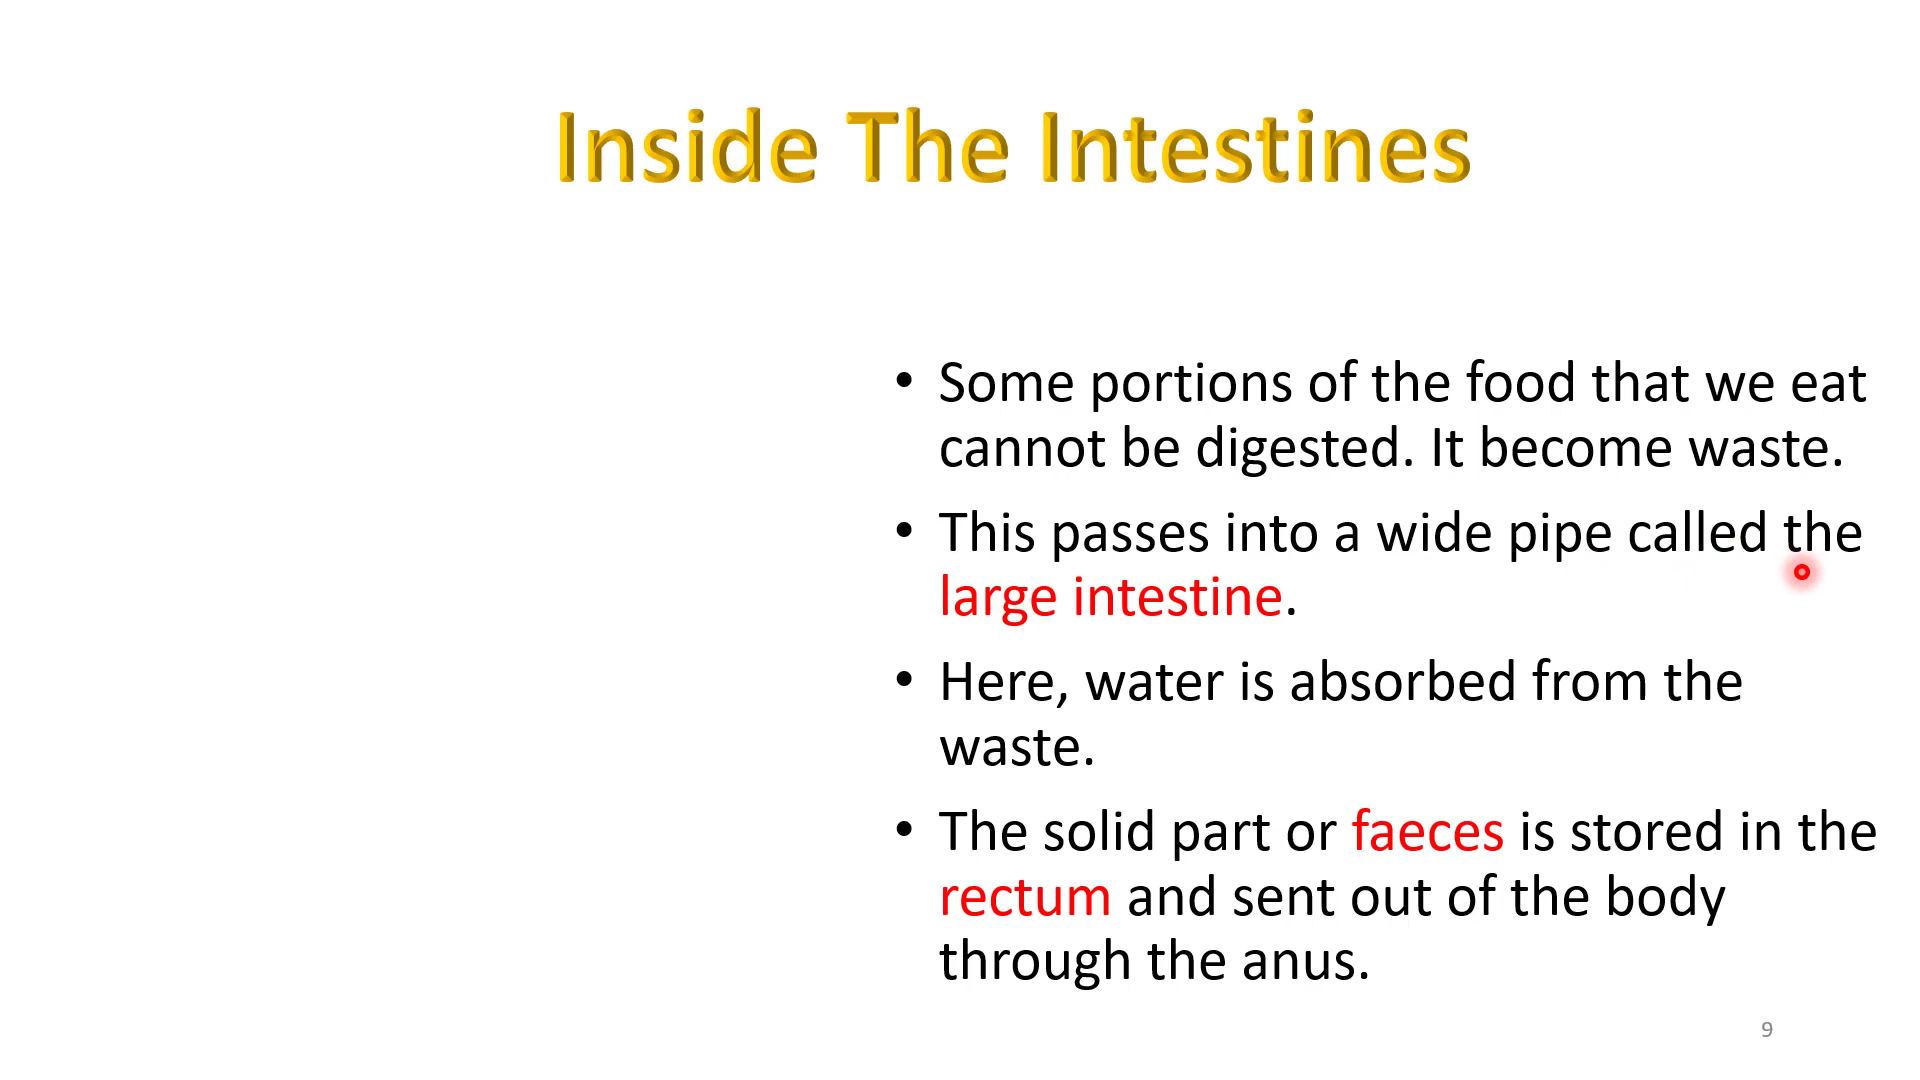 Inside The Intestines
• Some portions of the food that we eat
cannot be digested. It become waste.
• This passes into a wide pipe called the
large intestine.
• Here, water is absorbed from the
waste.
• The solid part or faeces is stored in the
rectum and sent out of the body
through the anus.
9